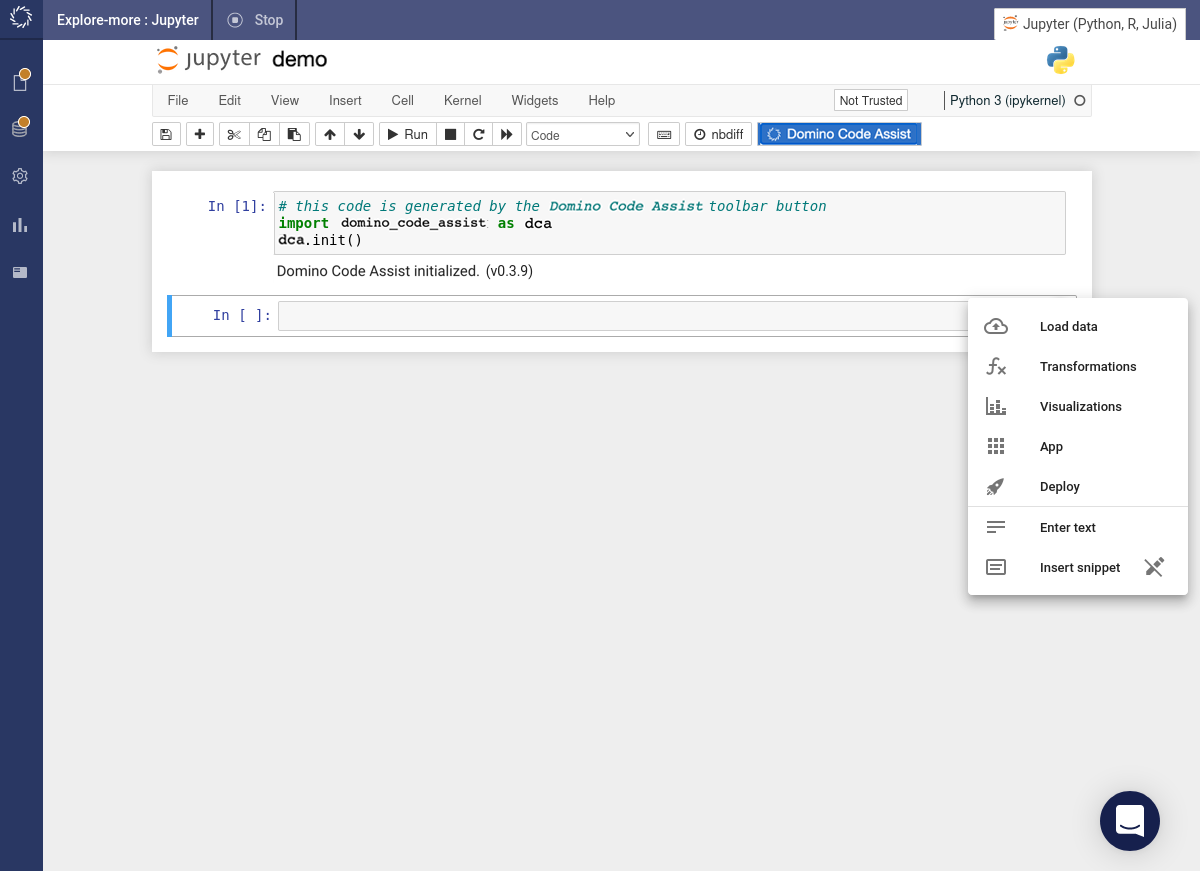 Explore-more : Jupyter
Stop
Jupyter (Python, R, Julia)
jupyter demo
File Edit View Insert Cell Kernel Widgets Help
Not Trusted
Python 3 (ipykernel)
Run
Code
nbdiff
Domino Code Assist
In [1]: # this code is generated by the Domino Code Assist toolbar button
import domino_code_assist as dca
dca.init()
Domino Code Assist initialized. (v0.3.9)
In [ ]:
Load data
Transformations
Visualizations
App
Deploy
Enter text
Insert snippet